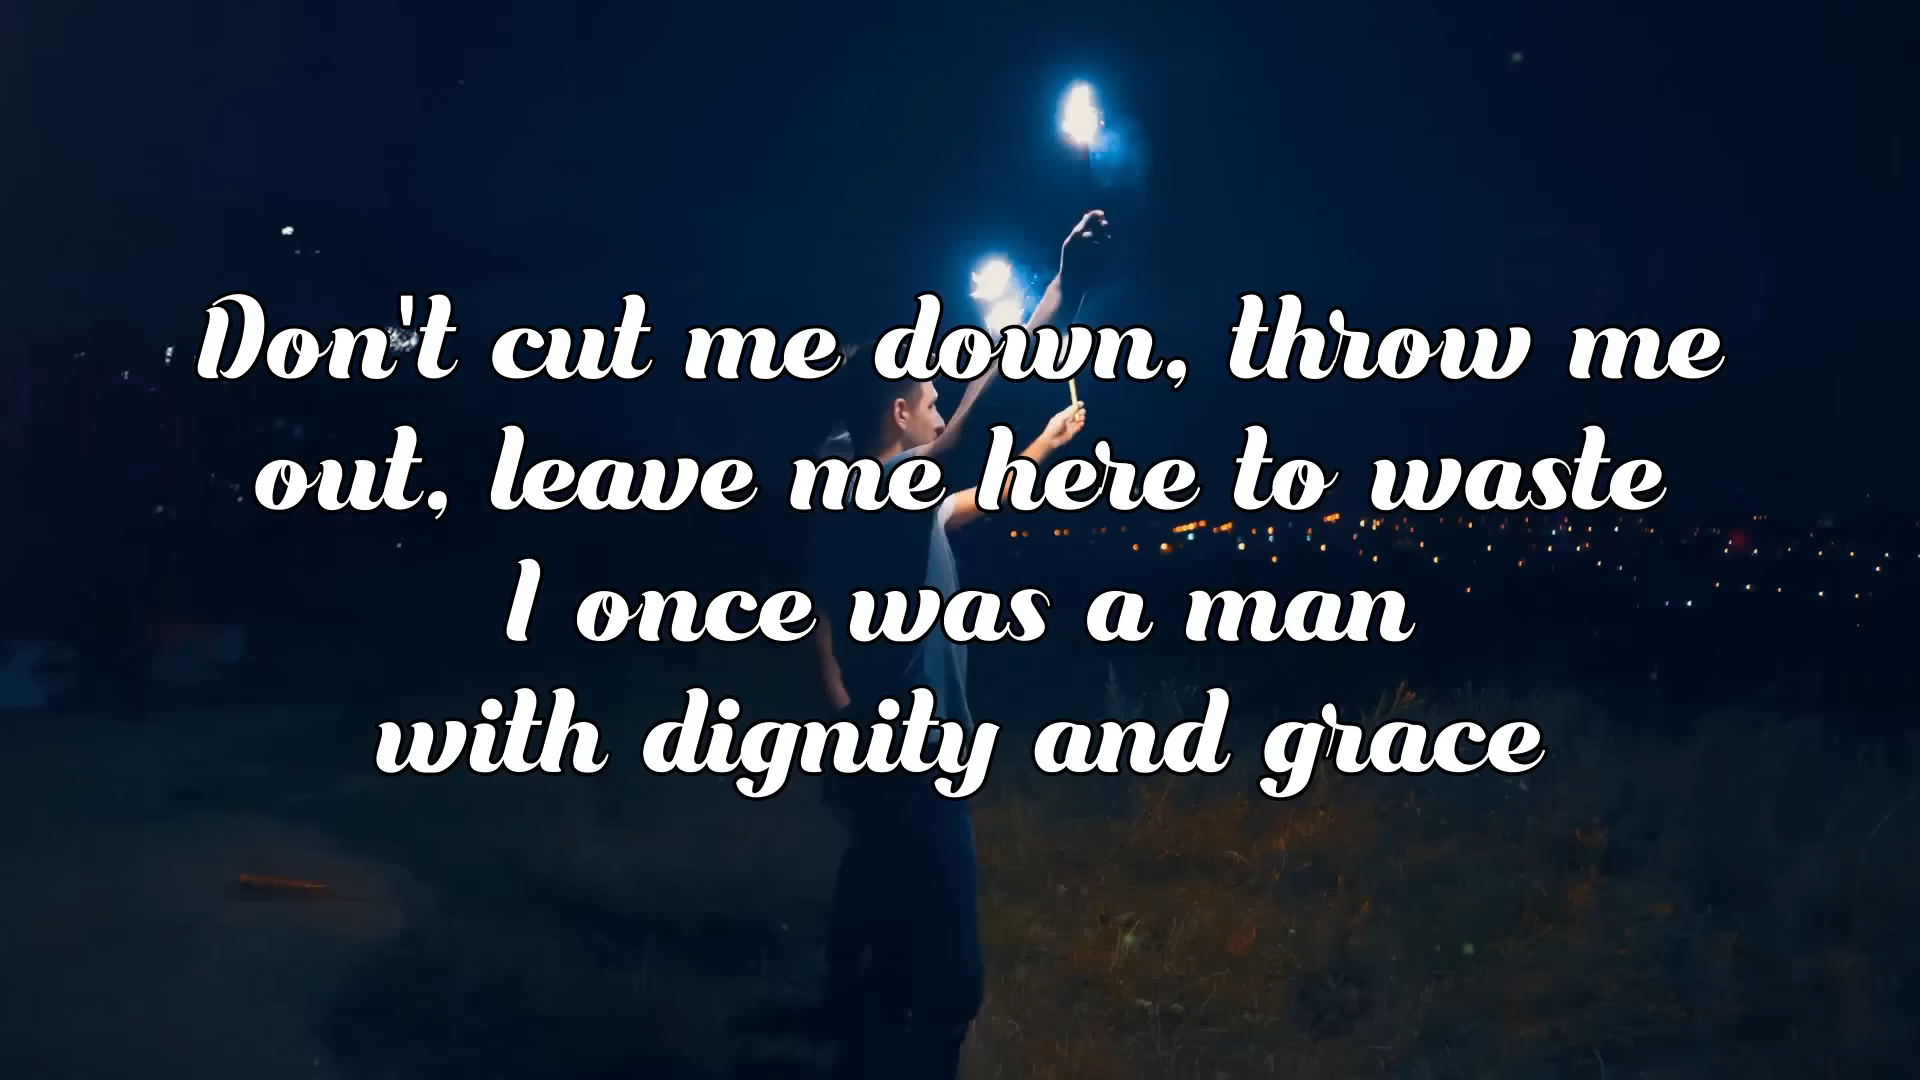 Don't cut me down, throw me
out, leave me here to waste
I once was a man
with dignity and grace